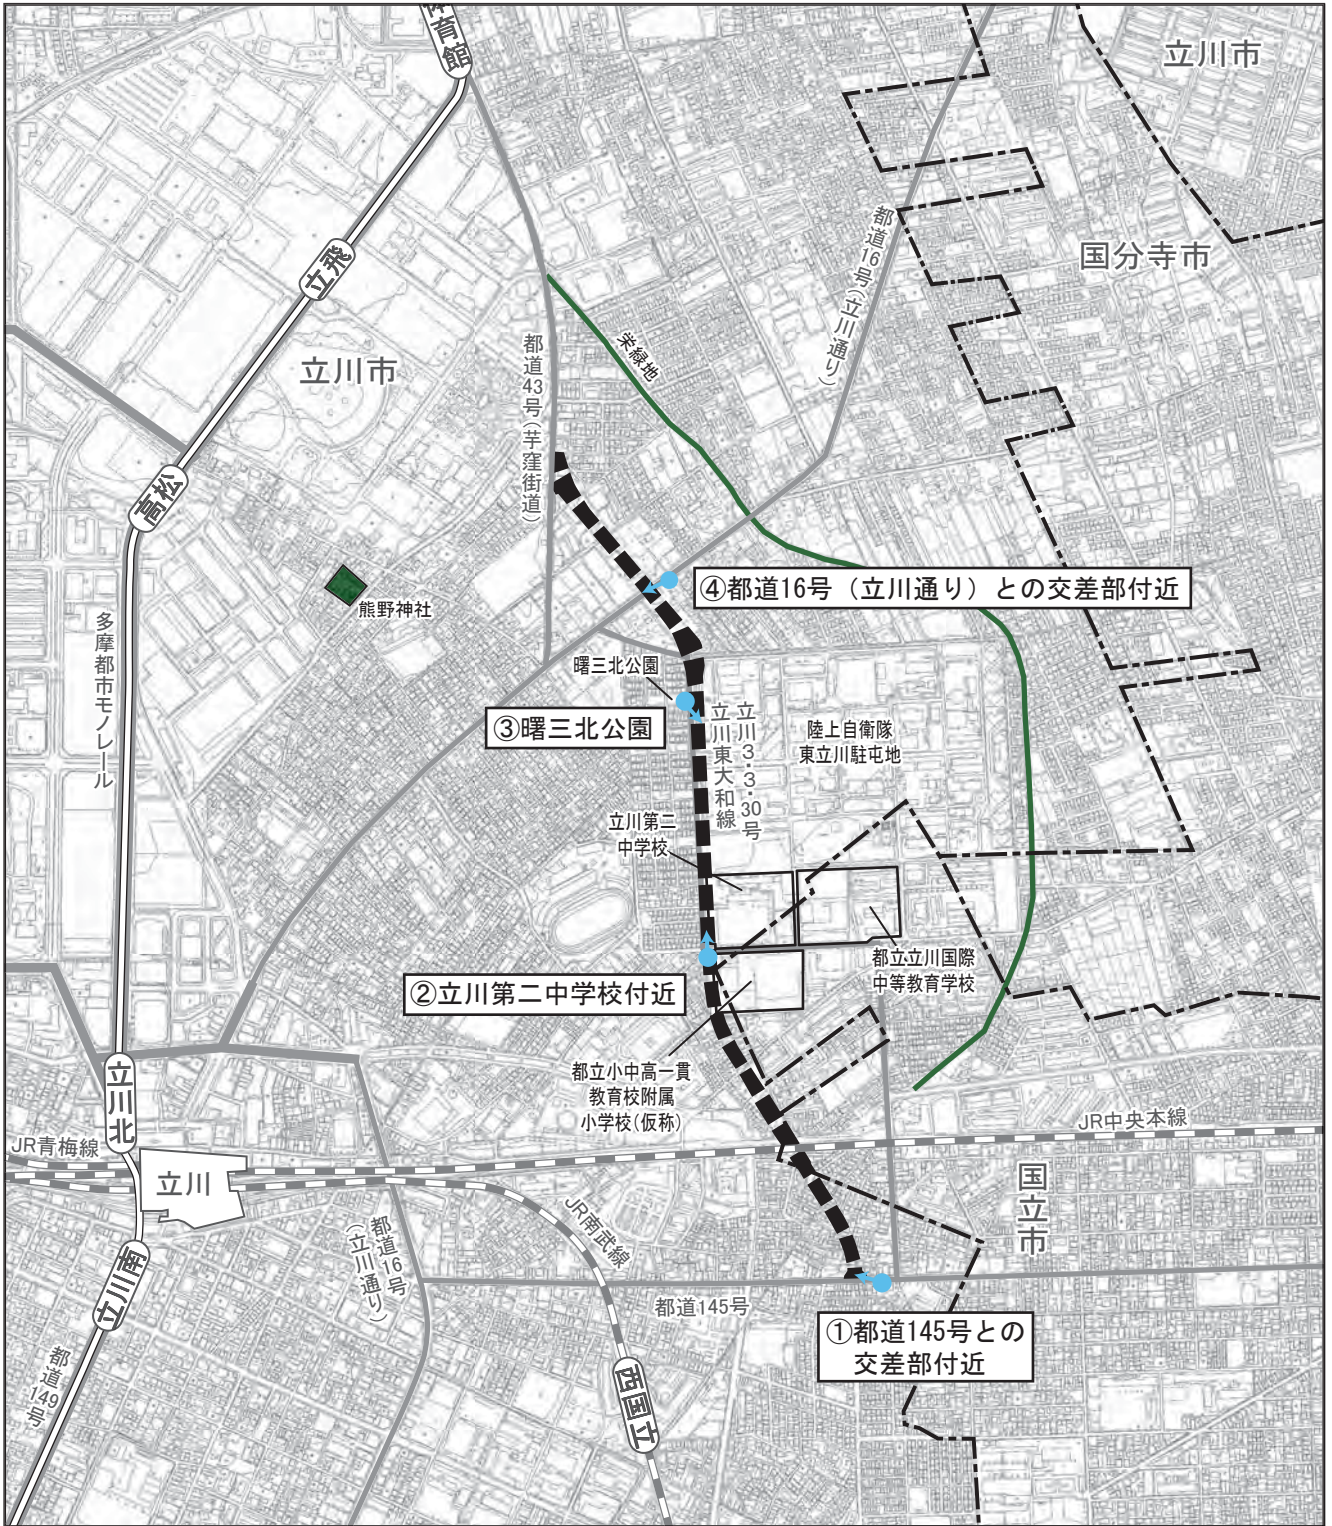 体育館
立川市
都道16号(立川通り)
国分寺市
立飛
栄緑地
都道43号(芋窪街道)
立川市
高松
熊野神社
④都道16号（立川通り）との交差部付近
多摩都市モノレール
曙三北公園
③曙三北公園
立川3・3・30号
立川東大和線
陸上自衛隊
東立川駐屯地
立川第二
中学校
都立立川国際
中等教育学校
②立川第二中学校付近
都立小中高一貫
教育校附属
小学校(仮称)
立川北
JR青梅線
JR中央本線
立川
国立市
JR南武線
都道16号
(立川通り)
立川南
都道145号
①都道145号との
交差部付近
都道149号
西国立